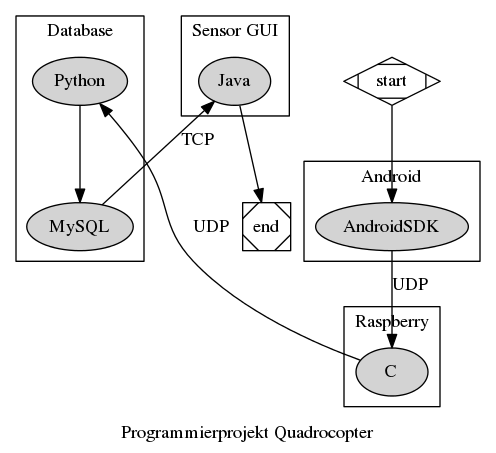 Database
Sensor GUI
Python
Java
start
TCP
Android
MySQL
UDP
end
AndroidSDK
UDP
Raspberry
C
Programmierprojekt Quadrocopter